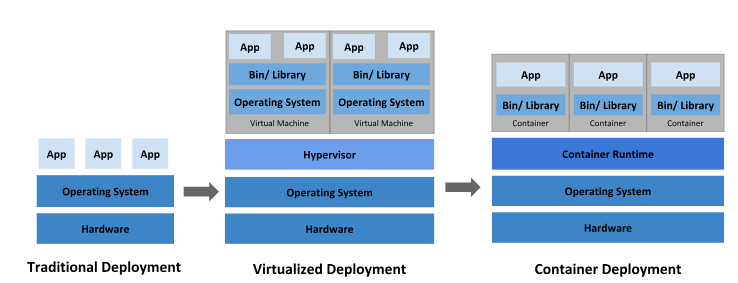 App App App
Operating System
Hardware
Traditional Deployment
App App App App
Bin/ Library Bin/ Library
Operating System Operating System
Virtual Machine Virtual Machine
Hypervisor
Operating System
Hardware
Virtualized Deployment
App App App
Bin/ Library Bin/ Library Bin/ Library
Container Container Container
Container Runtime
Operating System
Hardware
Container Deployment